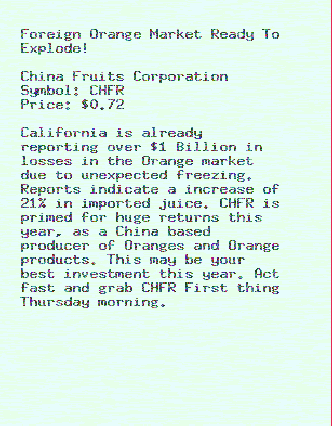 Foreign Orange Market Ready To
Explode!
China Fruits Corporation
Symbol: CHFR
Price: $0.72
California is already
reporting over $1 Billion in
losses in the Orange market
due to unexpected freezing.
Reports indicate a increase of
21% in imported juice. CHFR is
primed for huge returns this
year, as a China based
producer of Oranges and Orange
products. This may be your
best investment this year. Act
fast and grab CHFR First thing
Thursday morning.